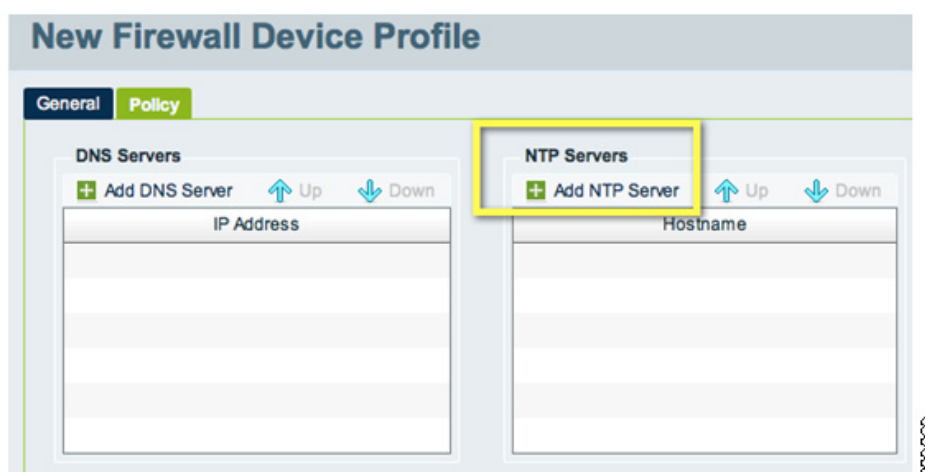 New Firewall Device Profile
General Policy
DNS Servers
Add DNS Server Up Down
IP Address
NTP Servers
Add NTP Server Up Down
Hostname